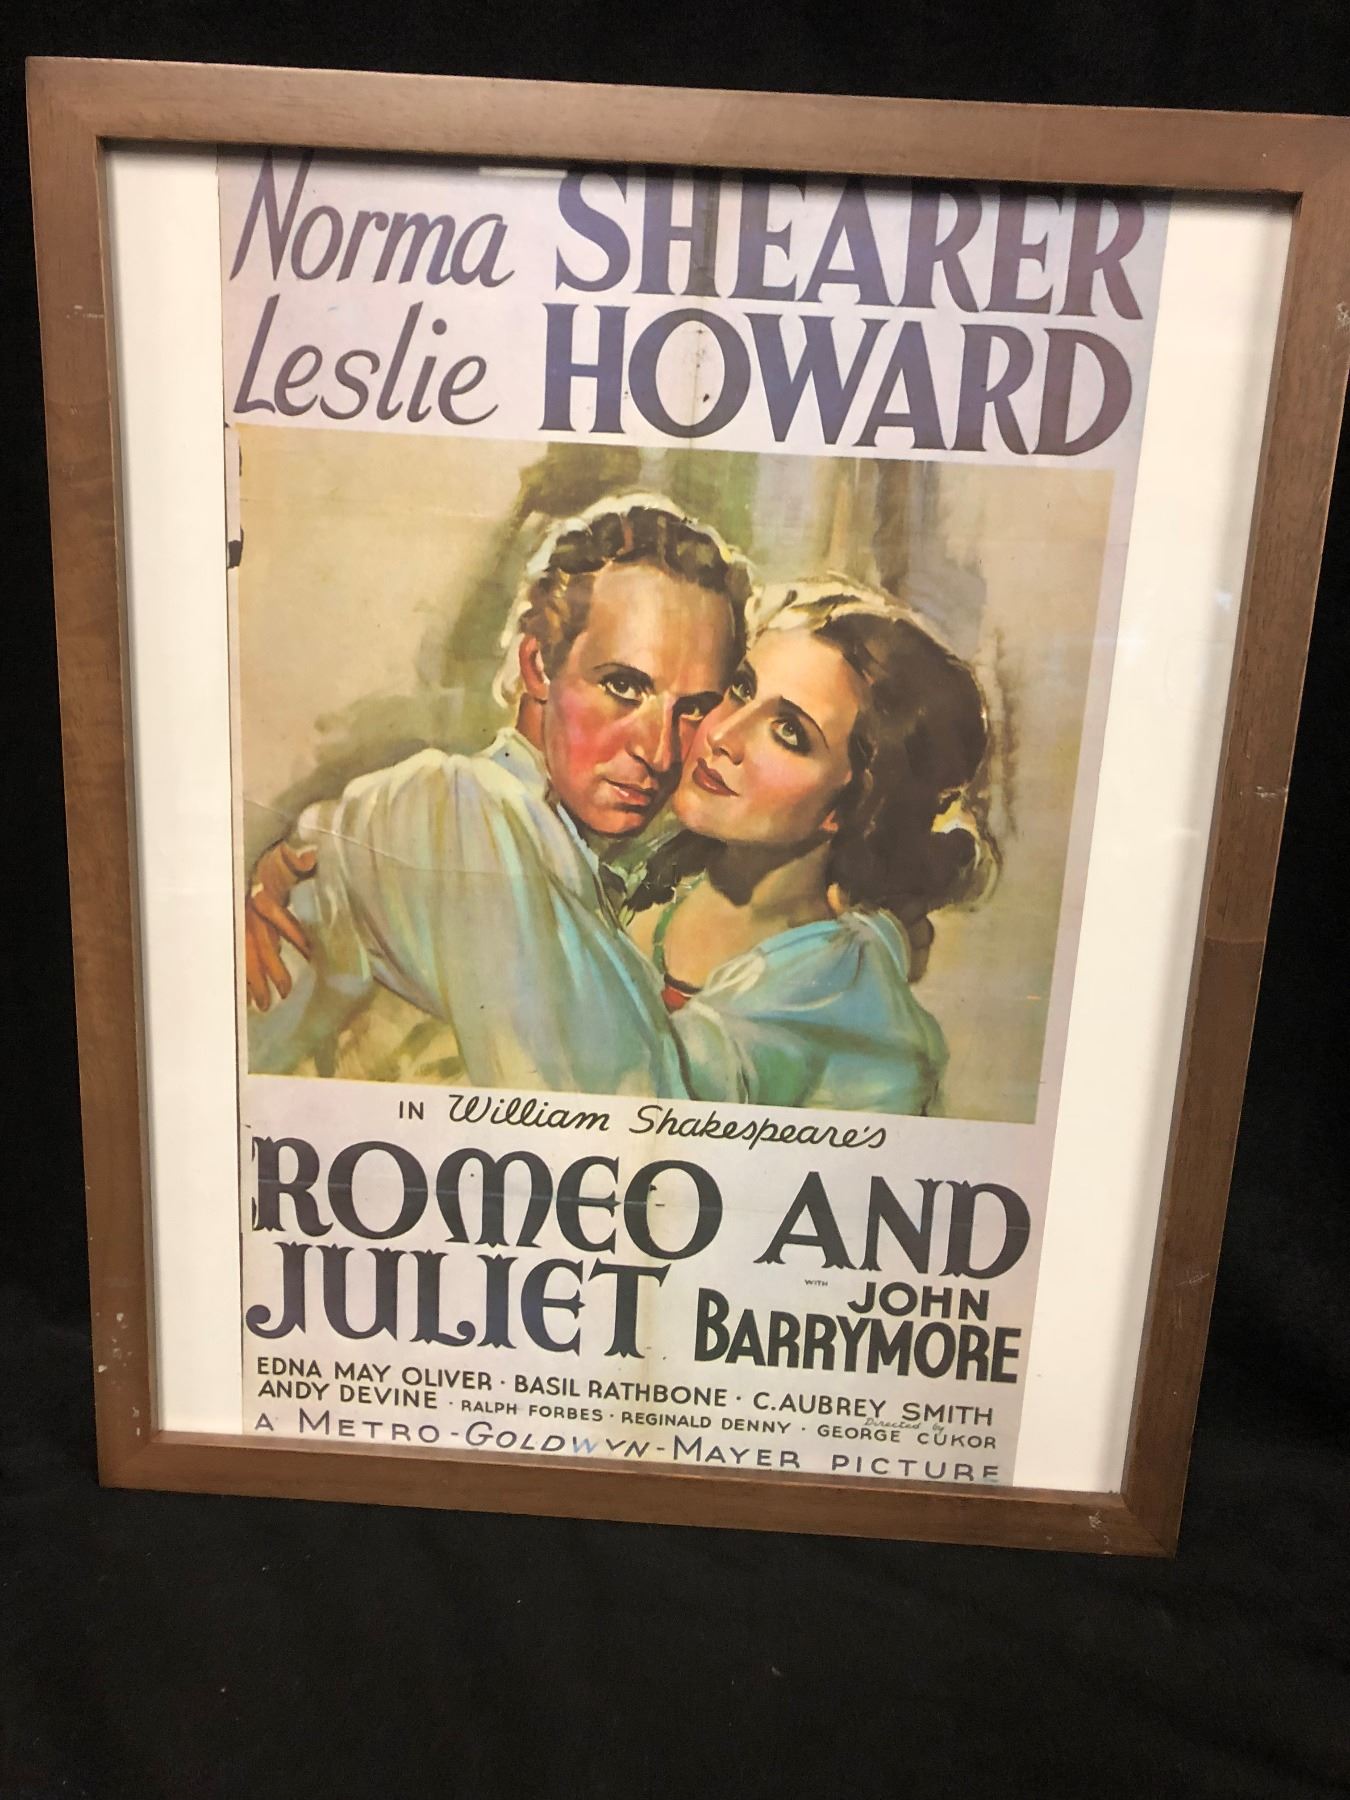 Norma SHEARER
Leslie HOWARD
IN William Shakespeare's
ROMEO AND
JULIET WITH JOHN
BARRYMORE
EDNA MAY OLIVER · BASIL RATHBONE · C. AUBREY SMITH
ANDY DEVINE · RALPH FORBES · REGINALD DENNY · Directed by GEORGE CUKOR
A METRO-GOLDWYN-MAYER PICTURE